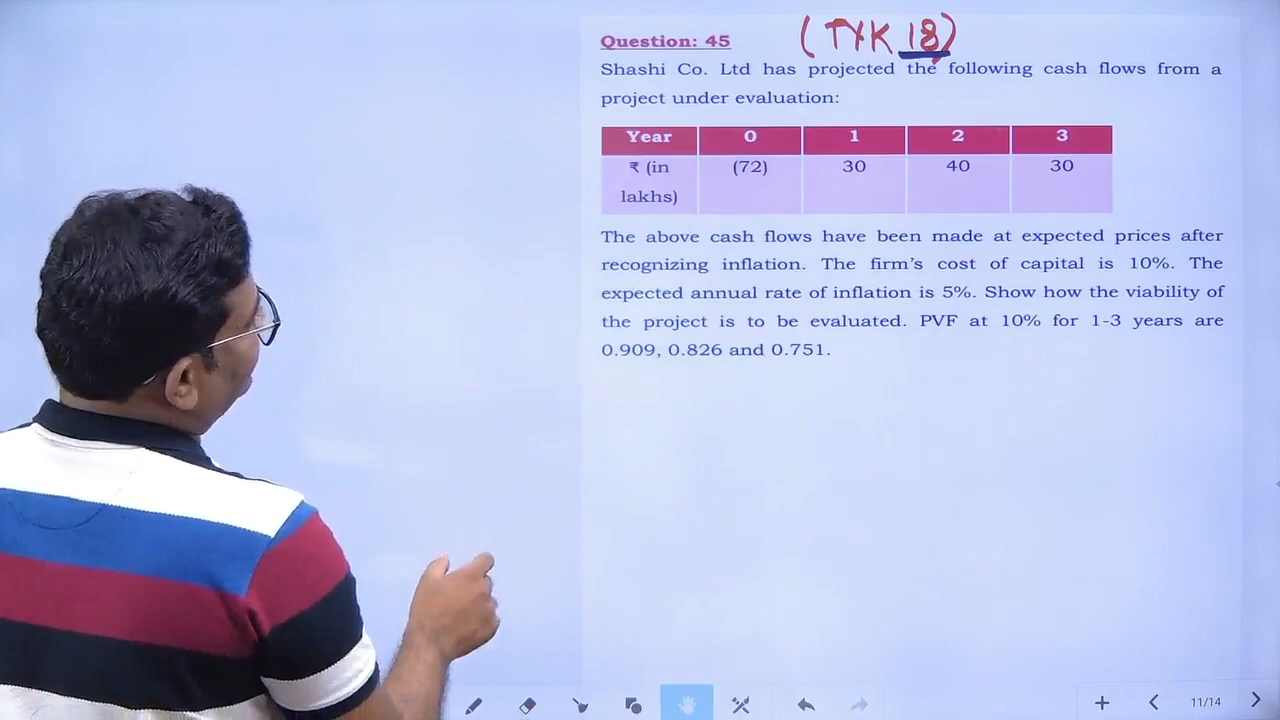 Question: 45 (TYK 18)
Shashi Co. Ltd has projected the following cash flows from a
project under evaluation:
Year 0 1 2 3
₹ (in (72) 30 40 30
lakhs)
The above cash flows have been made at expected prices after
recognizing inflation. The firm's cost of capital is 10%. The
expected annual rate of inflation is 5%. Show how the viability of
the project is to be evaluated. PVF at 10% for 1-3 years are
0.909, 0.826 and 0.751.
11/14